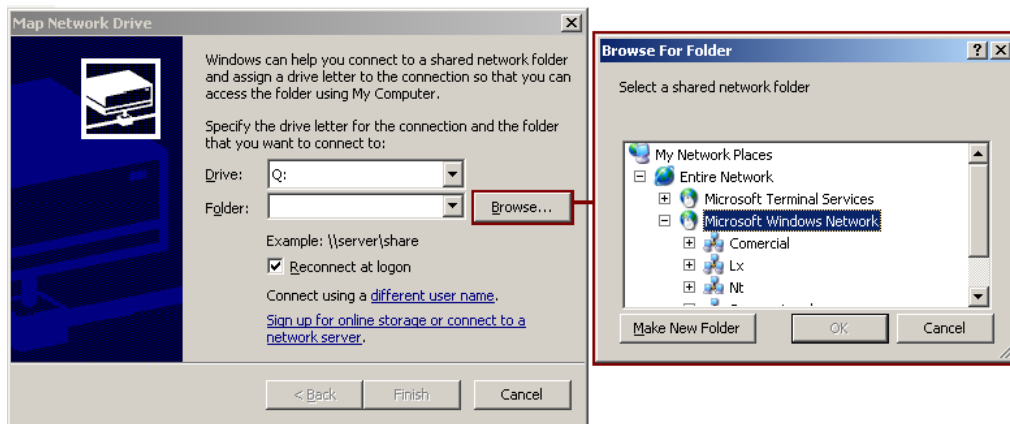 Map Network Drive
Windows can help you connect to a shared network folder
and assign a drive letter to the connection so that you can
access the folder using My Computer.
Specify the drive letter for the connection and the folder
that you want to connect to:
Drive: Q:
Folder: Browse...
Example: \\server\share
Reconnect at logon
Connect using a different user name.
Sign up for online storage or connect to a
network server.
< Back Finish Cancel
Browse For Folder
Select a shared network folder
My Network Places
Entire Network
Microsoft Terminal Services
Microsoft Windows Network
Comercial
Lx
Nt
Make New Folder OK Cancel